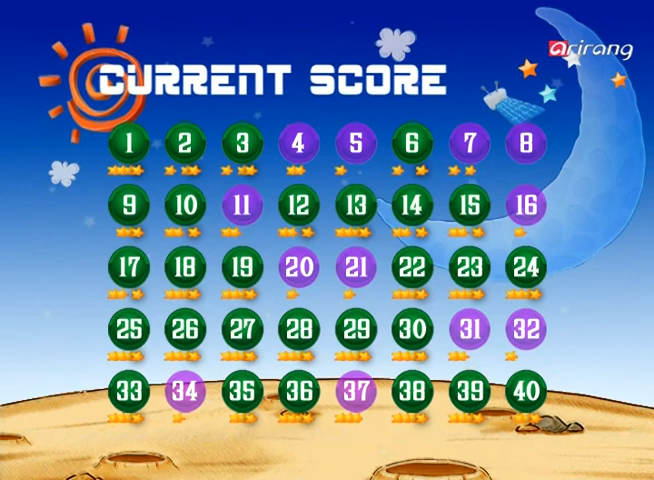 arirang
CURRENT SCORE
1 2 3 4 5 6 7 8
9 10 11 12 13 14 15 16
17 18 19 20 21 22 23 24
25 26 27 28 29 30 31 32
33 34 35 36 37 38 39 40